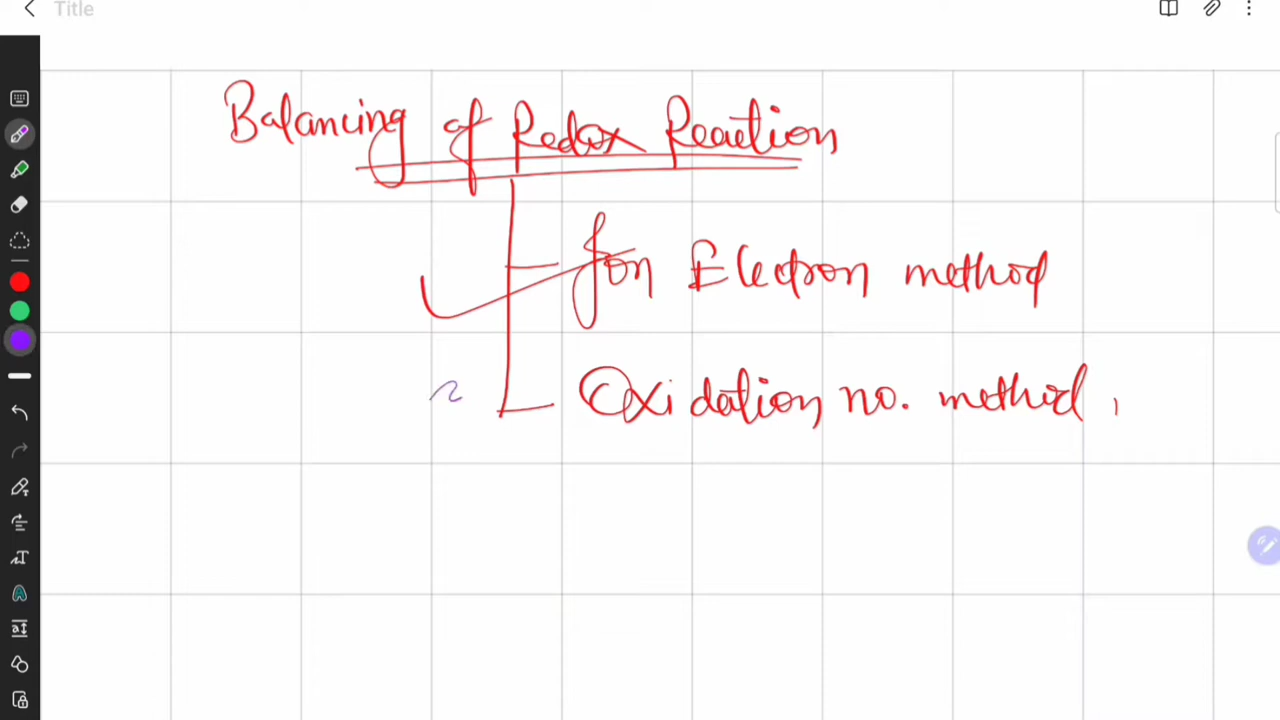 Title
Balancing of Redox Reaction
Ion Electron method
Oxidation no. method